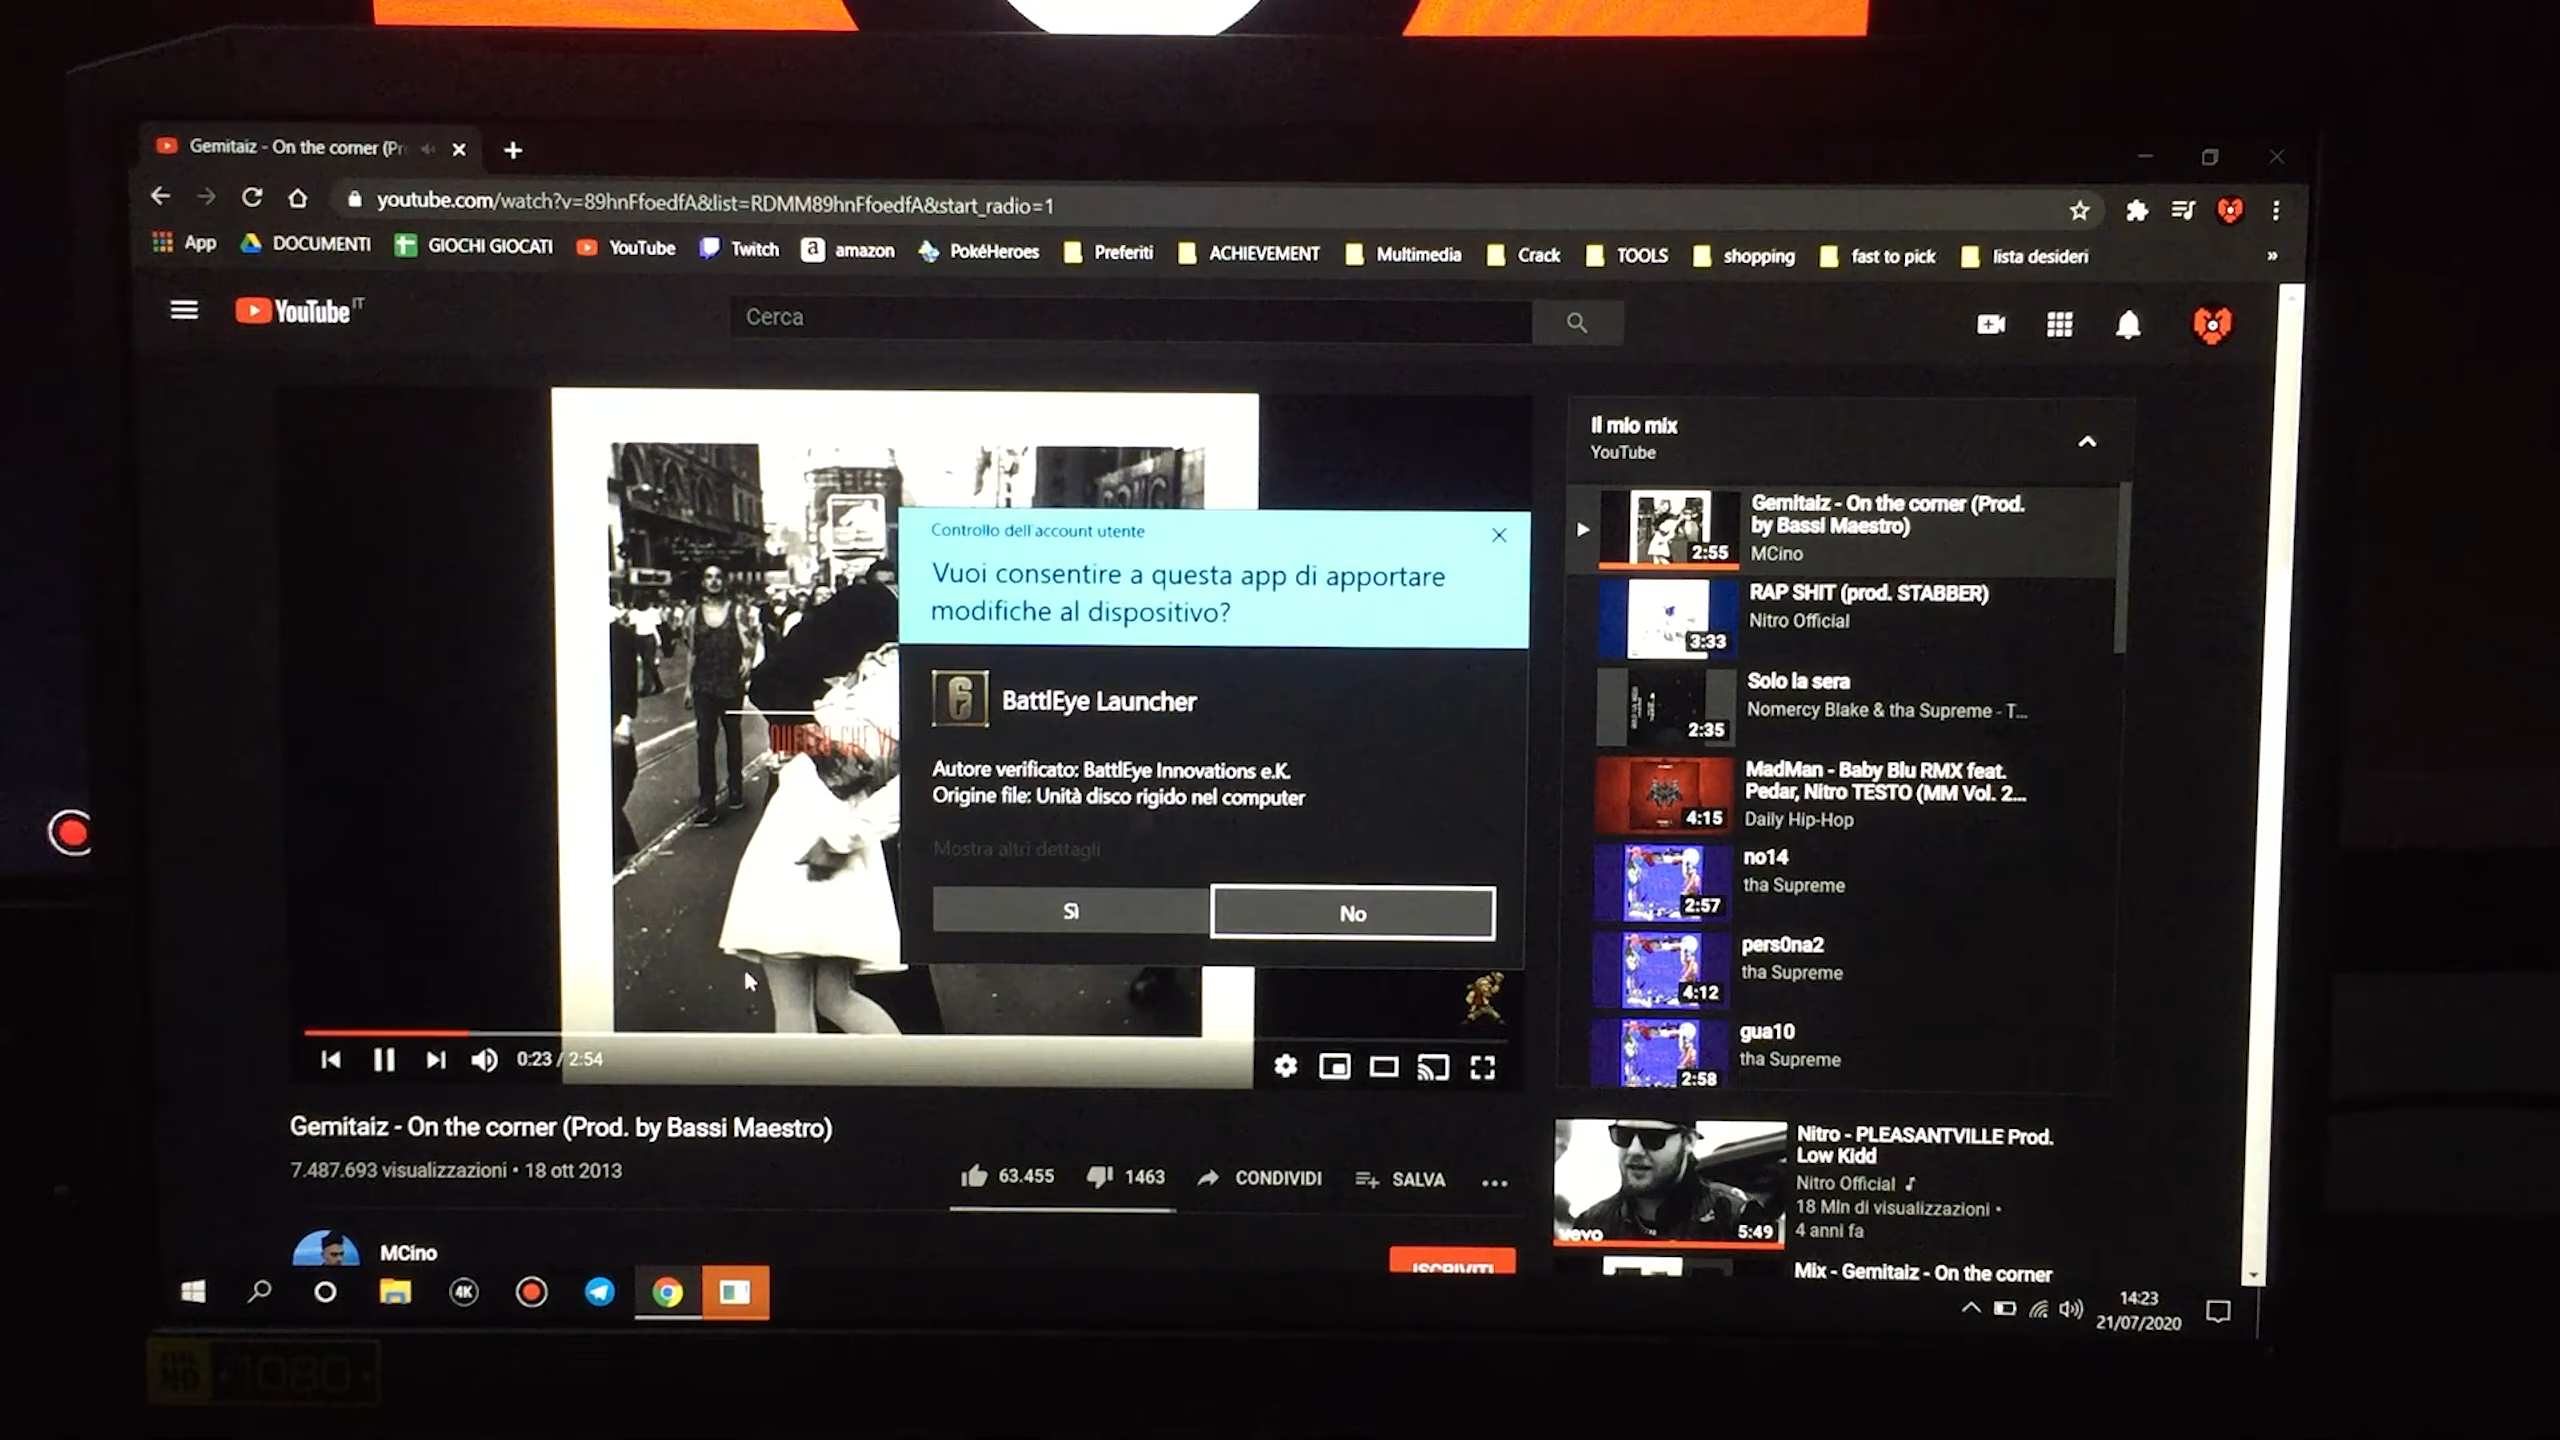 Gemitaiz - On the corner (Pr
youtube.com/watch?v=89hnFfoedfA&list=RDMM89hnFfoedfA&start_radio=1
App DOCUMENTI GIOCHI GIOCATI YouTube Twitch amazon PokéHeroes Preferiti ACHIEVEMENT Multimedia Crack TOOLS shopping fast to pick lista desideri »
YouTube IT
Cerca
Controllo dell'account utente
Vuoi consentire a questa app di apportare
modifiche al dispositivo?
BattlEye Launcher
Autore verificato: BattlEye Innovations e.K.
Origine file: Unità disco rigido nel computer
Mostra altri dettagli
Sì
No
0:23 / 2:54
Gemitaiz - On the corner (Prod. by Bassi Maestro)
7.487.693 visualizzazioni • 18 ott 2013
63.455 1463 CONDIVIDI SALVA
MCino
ISCRIVITI
Il mio mix
YouTube
Gemitaiz - On the corner (Prod.
by Bassi Maestro)
MCino
2:55
RAP SHIT (prod. STABBER)
Nitro Official
3:33
Solo la sera
Nomercy Blake & tha Supreme - T...
2:35
MadMan - Baby Blu RMX feat.
Pedar, Nitro TESTO (MM Vol. 2...
Daily Hip-Hop
4:15
no14
tha Supreme
2:57
pers0na2
tha Supreme
4:12
gua10
tha Supreme
2:58
Nitro - PLEASANTVILLE Prod.
Low Kidd
Nitro Official
18 Mln di visualizzazioni •
4 anni fa
vevo
5:49
Mix - Gemitaiz - On the corner
4K
14:23
21/07/2020
1080